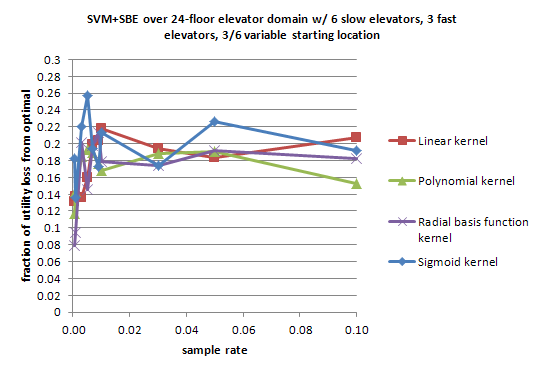 SVM+SBE over 24-floor elevator domain w/ 6 slow elevators, 3 fast
elevators, 3/6 variable starting location
fraction of utility loss from optimal
0.3
0.28
0.26
0.24
0.22
0.2
0.18
0.16
0.14
0.12
0.1
0.08
0.06
0.04
0.02
0
0.00
0.02
0.04
0.06
0.08
0.10
sample rate
Linear kernel
Polynomial kernel
Radial basis function
kernel
Sigmoid kernel